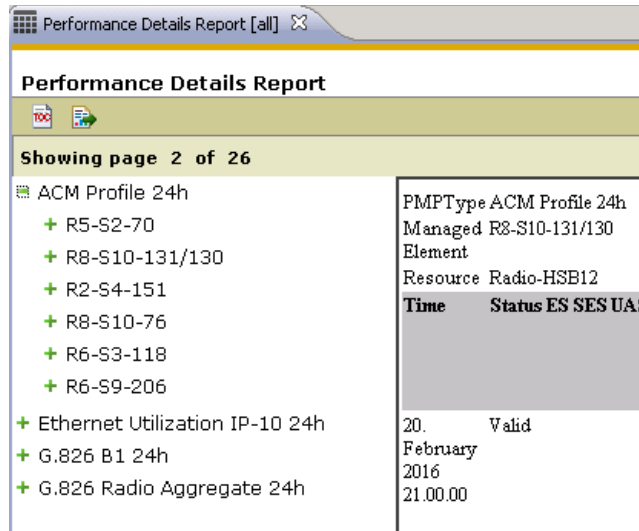 Performance Details Report [all]
Performance Details Report
TOC
Showing page 2 of 26
ACM Profile 24h
R5-S2-70
R8-S10-131/130
R2-S4-151
R8-S10-76
R6-S3-118
R6-S9-206
Ethernet Utilization IP-10 24h
G.826 B1 24h
G.826 Radio Aggregate 24h
PMPType ACM Profile 24h
Managed R8-S10-131/130
Element
Resource Radio-HSB12
Time Status ES SES UAS
20. Valid
February
2016
21.00.00